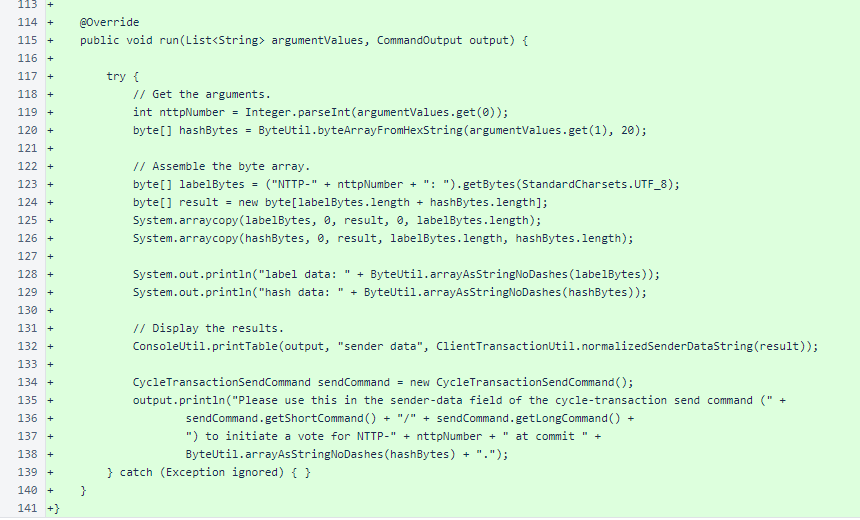 113 +
114 +     @Override
115 +     public void run(List<String> argumentValues, CommandOutput output) {
116 +
117 +         try {
118 +             // Get the arguments.
119 +             int nttpNumber = Integer.parseInt(argumentValues.get(0));
120 +             byte[] hashBytes = ByteUtil.byteArrayFromHexString(argumentValues.get(1), 20);
121 +
122 +             // Assemble the byte array.
123 +             byte[] labelBytes = ("NTTP-" + nttpNumber + ": ").getBytes(StandardCharsets.UTF_8);
124 +             byte[] result = new byte[labelBytes.length + hashBytes.length];
125 +             System.arraycopy(labelBytes, 0, result, 0, labelBytes.length);
126 +             System.arraycopy(hashBytes, 0, result, labelBytes.length, hashBytes.length);
127 +
128 +             System.out.println("label data: " + ByteUtil.arrayAsStringNoDashes(labelBytes));
129 +             System.out.println("hash data: " + ByteUtil.arrayAsStringNoDashes(hashBytes));
130 +
131 +             // Display the results.
132 +             ConsoleUtil.printTable(output, "sender data", ClientTransactionUtil.normalizedSenderDataString(result));
133 +
134 +             CycleTransactionSendCommand sendCommand = new CycleTransactionSendCommand();
135 +             output.println("Please use this in the sender-data field of the cycle-transaction send command (" +
136 +                     sendCommand.getShortCommand() + "/" + sendCommand.getLongCommand() +
137 +                     ") to initiate a vote for NTTP-" + nttpNumber + " at commit " +
138 +                     ByteUtil.arrayAsStringNoDashes(hashBytes) + ".");
139 +         } catch (Exception ignored) { }
140 +     }
141 +}